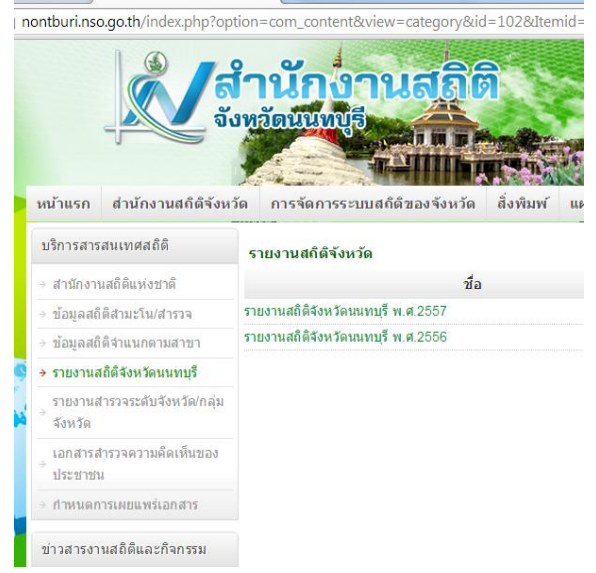 nontburi.nso.go.th/index.php?option=com_content&view=category&id=102&Itemid=
สำนักงานสถิติ
จังหวัดนนทบุรี
หน้าแรก สำนักงานสถิติจังหวัด การจัดการระบบสถิติของจังหวัด สิ่งพิมพ์ แผ
บริการสารสนเทศสถิติ
สำนักงานสถิติแห่งชาติ
ข้อมูลสถิติสามะโน/สำรวจ
ข้อมูลสถิติจำแนกตามสาขา
รายงานสถิติจังหวัดนนทบุรี
รายงานสำรวจระดับจังหวัด/กลุ่ม
จังหวัด
เอกสารสำรวจความคิดเห็นของ
ประชาชน
กำหนดการเผยแพร่เอกสาร
ข่าวสารงานสถิติและกิจกรรม
รายงานสถิติจังหวัด
ชื่อ
รายงานสถิติจังหวัดนนทบุรี พ.ศ.2557
รายงานสถิติจังหวัดนนทบุรี พ.ศ.2556